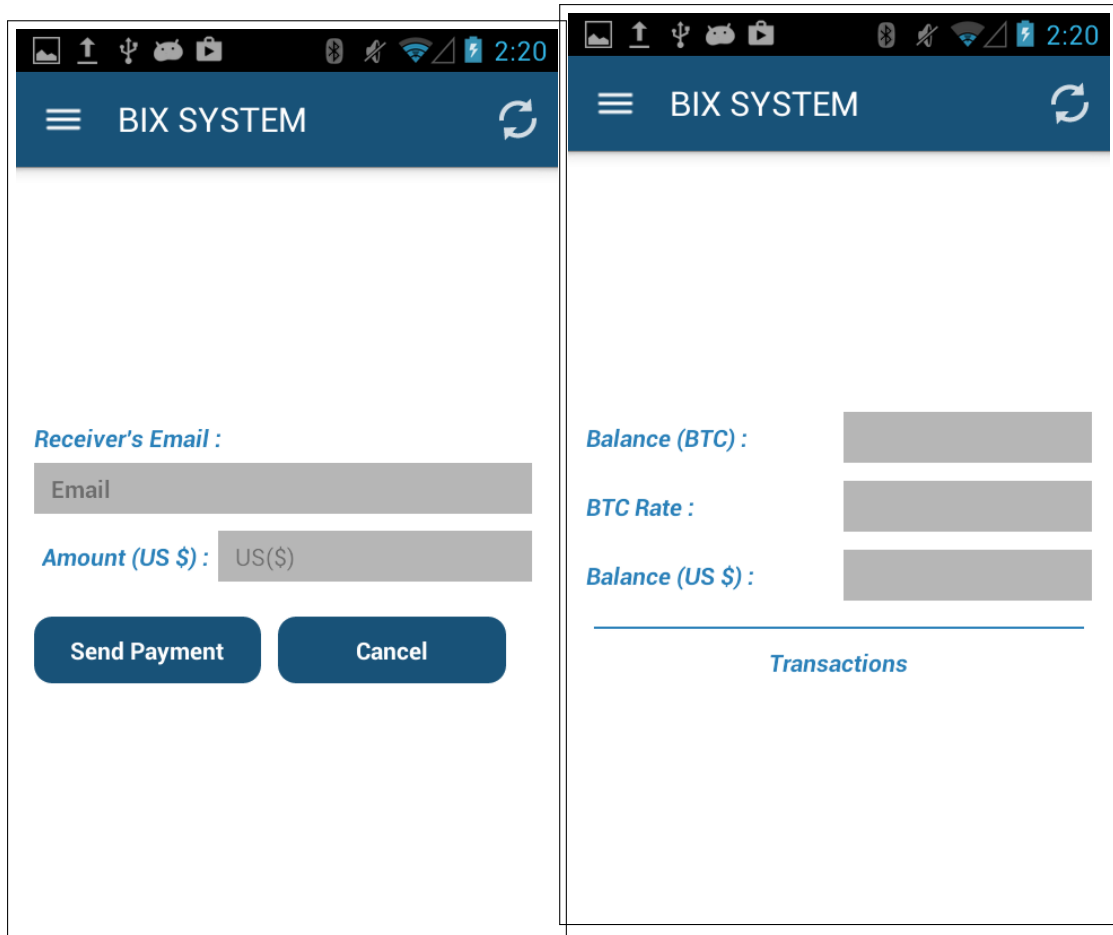 2:20
BIX SYSTEM
Receiver's Email :
Email
Amount (US $) : US($)
Send Payment Cancel
2:20
BIX SYSTEM
Balance (BTC) :
BTC Rate :
Balance (US $) :
Transactions